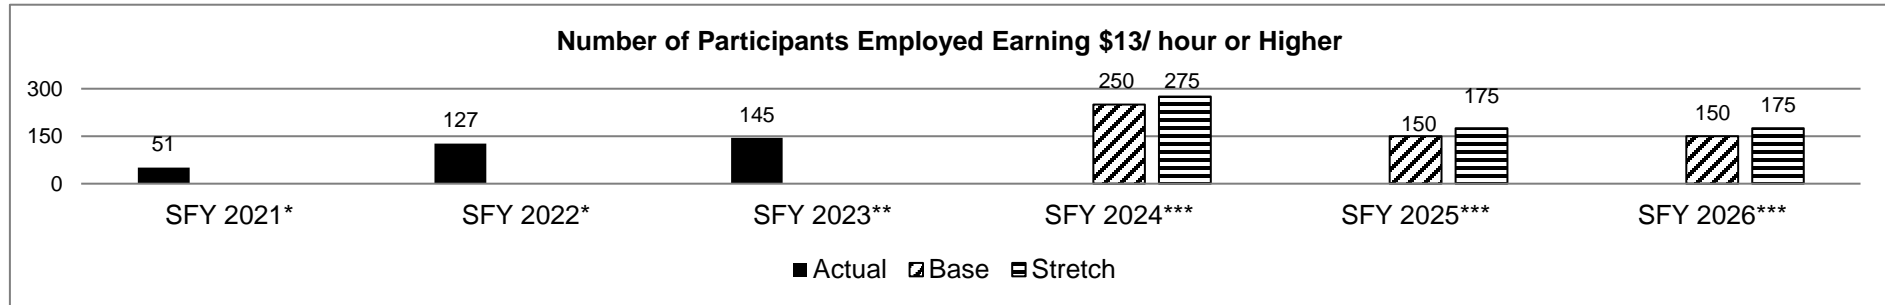 Number of Participants Employed Earning $13/ hour or Higher
300
150
0
51
127
145
250
275
150
175
150
175
SFY 2021*
SFY 2022*
SFY 2023**
SFY 2024***
SFY 2025***
SFY 2026***
Actual
Base
Stretch